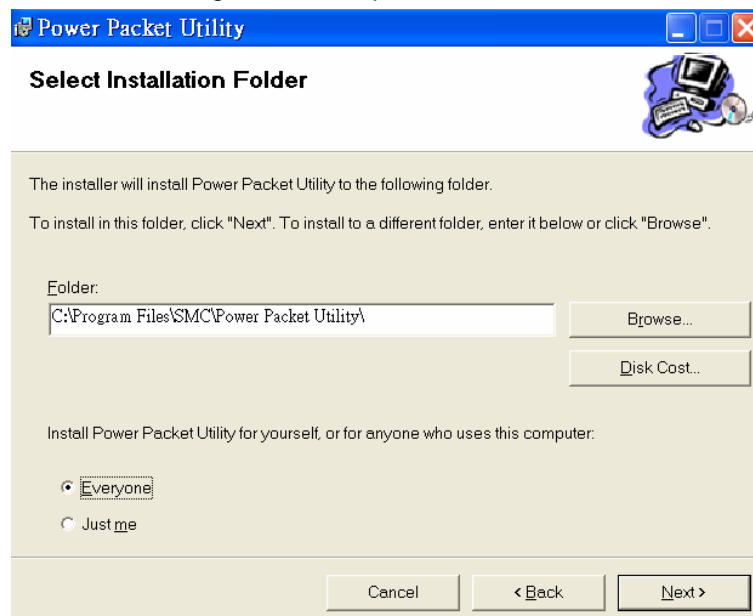 Power Packet Utility
Select Installation Folder
The installer will install Power Packet Utility to the following folder.
To install in this folder, click "Next". To install to a different folder, enter it below or click "Browse".
Folder:
C:\Program Files\SMC\Power Packet Utility\
Browse...
Disk Cost...
Install Power Packet Utility for yourself, or for anyone who uses this computer:
Everyone
Just me
Cancel
< Back
Next >